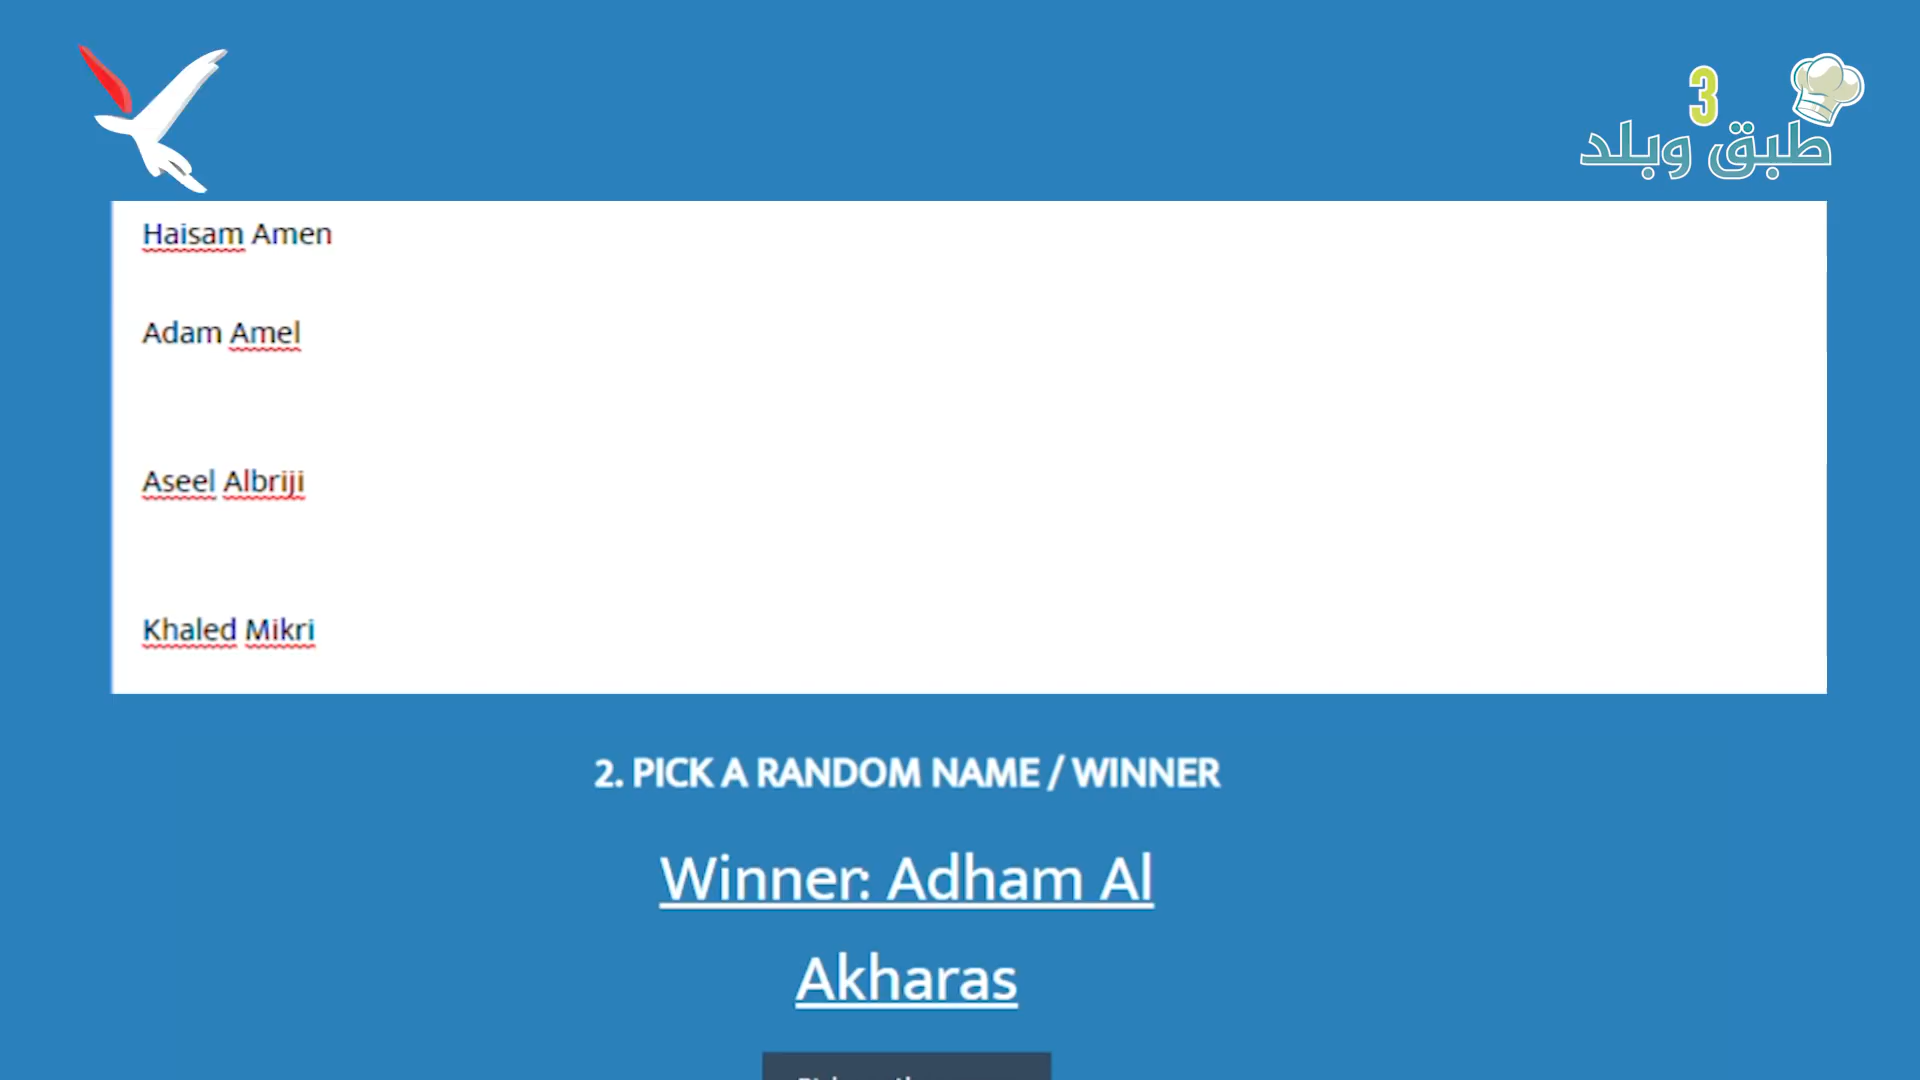 3
طبق وبلد
Haisam Amen
Adam Amel
Aseel Albriji
Khaled Mikri
2. PICK A RANDOM NAME / WINNER
Winner: Adham Al
Akharas